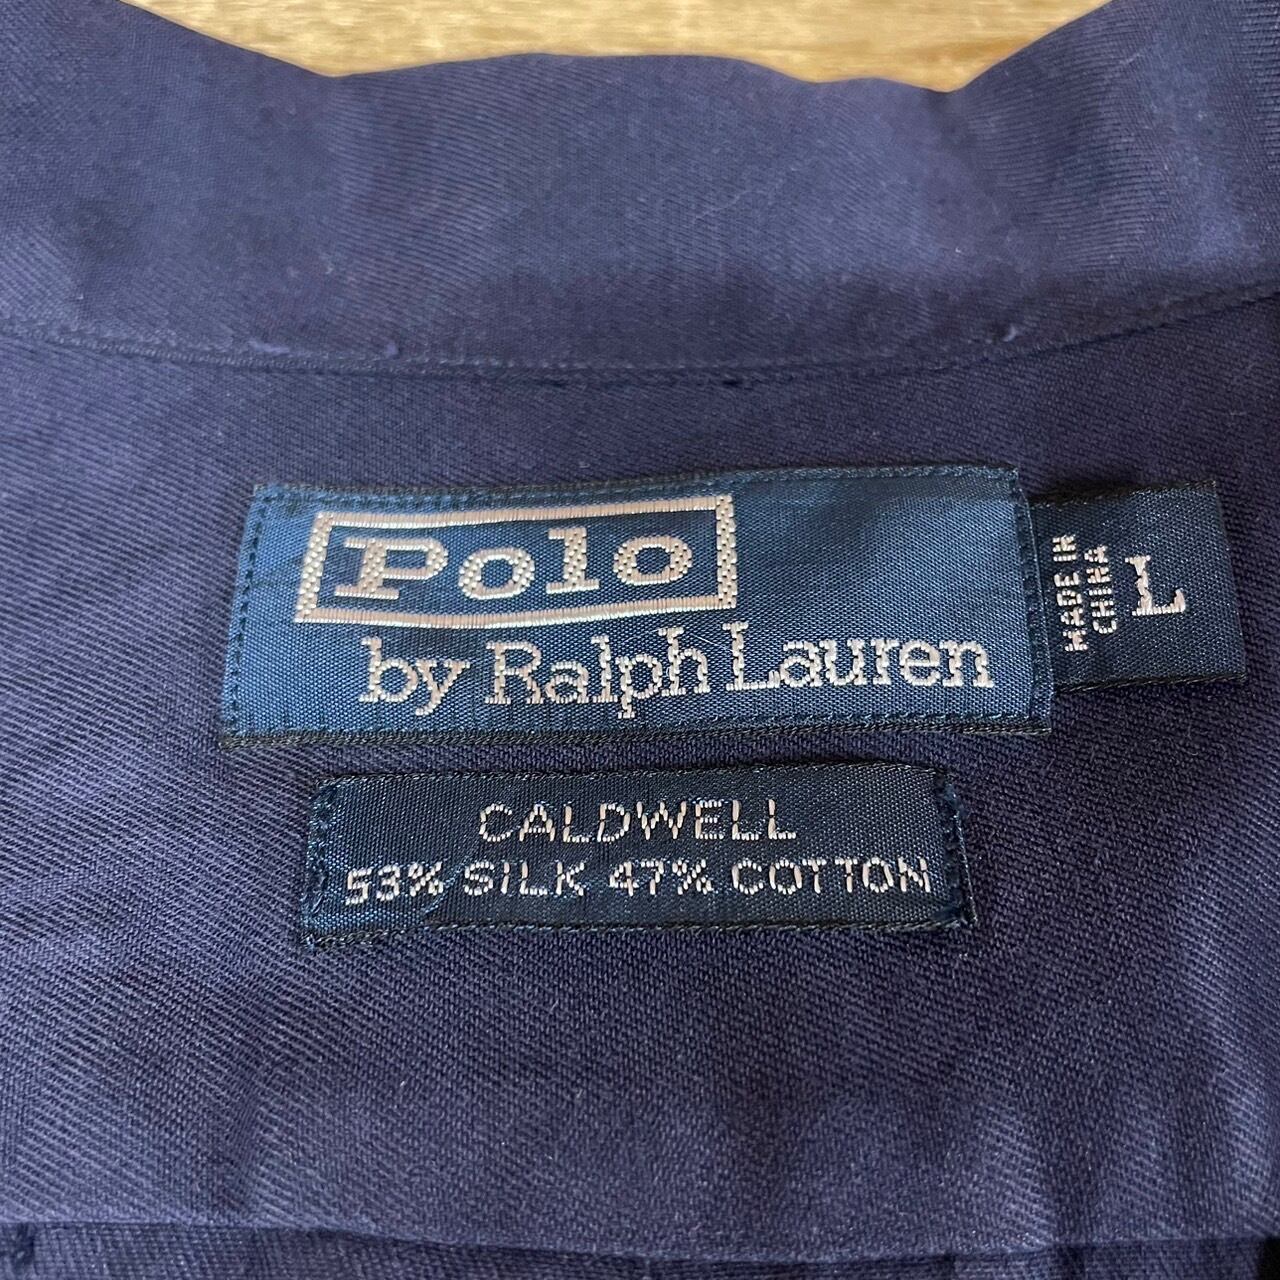 Polo
by Ralph Lauren
MADE IN
CHINA
L
CALDWELL
53% SILK 47% COTTON